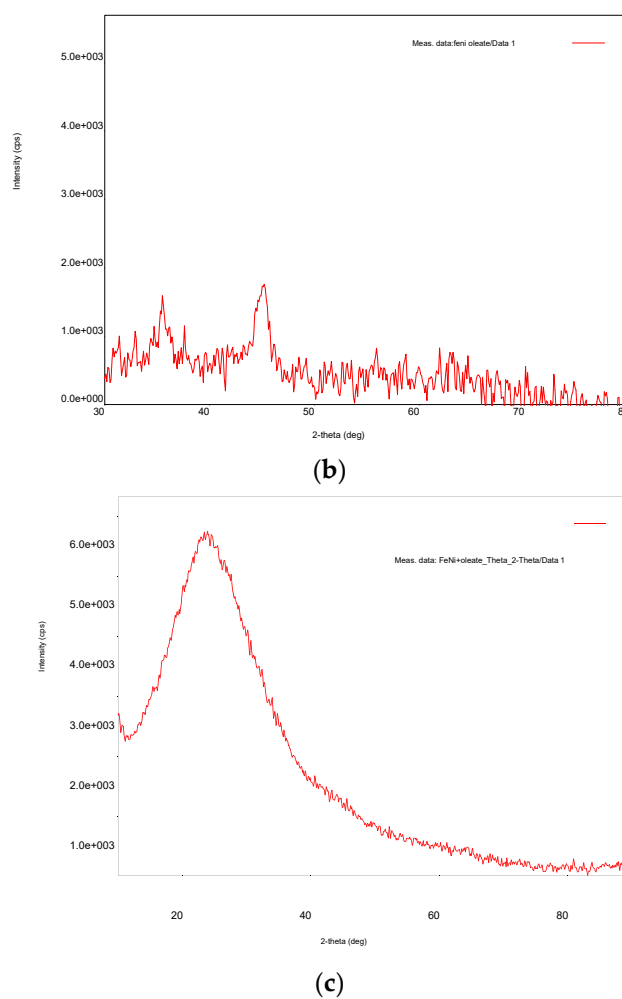 Meas. data:feni oleate/Data 1
5.0e+003
4.0e+003
3.0e+003
2.0e+003
1.0e+003
0.0e+000
Intensity (cps)
30 40 50 60 70 80
2-theta (deg)
(b)
Meas. data: FeNi+oleate_Theta_2-Theta/Data 1
6.0e+003
5.0e+003
4.0e+003
3.0e+003
2.0e+003
1.0e+003
Intensity (cps)
20 40 60 80
2-theta (deg)
(c)